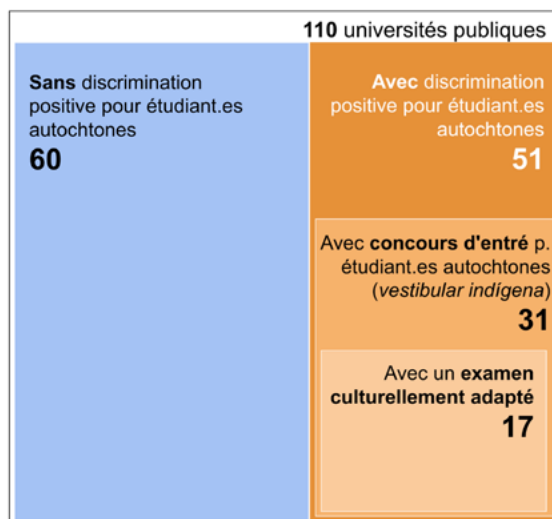 110 universités publiques
Sans discrimination
positive pour étudiant.es
autochtones
60
Avec discrimination
positive pour étudiant.es
autochtones
51
Avec concours d'entré p.
étudiant.es autochtones
(vestibular indígena)
31
Avec un examen
culturellement adapté
17